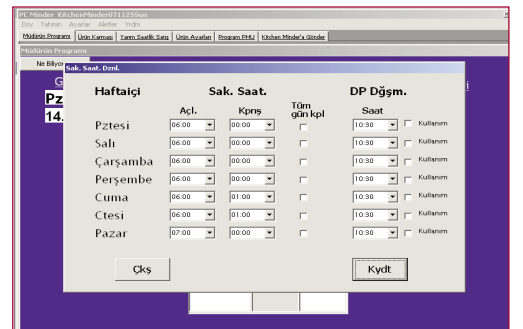 PC Minder KitchenMinder071125Sun
Dsy Tahmin Ayarlar Aletler Yrdm
Müdürün Programı Ürün Karması Yarım Saatlik Satış Ürün Ayarları Program PHU Kitchen Minder'a Gönder
Müdürün Programı
Ne Biliyor
Sak. Saat. Dznl.
G
Pz
14.
Haftaiçi Sak. Saat. DP Dğşm.
Açl. Kpnş Tüm gün kpl Saat
Pztesi 06:00 00:00 10:30 Kullanım
Salı 06:00 00:00 10:30 Kullanım
Çarşamba 06:00 00:00 10:30 Kullanım
Perşembe 06:00 00:00 10:30 Kullanım
Cuma 06:00 01:00 10:30 Kullanım
Ctesi 06:00 01:00 10:30 Kullanım
Pazar 07:00 00:00 10:30 Kullanım
Çkş Kydt